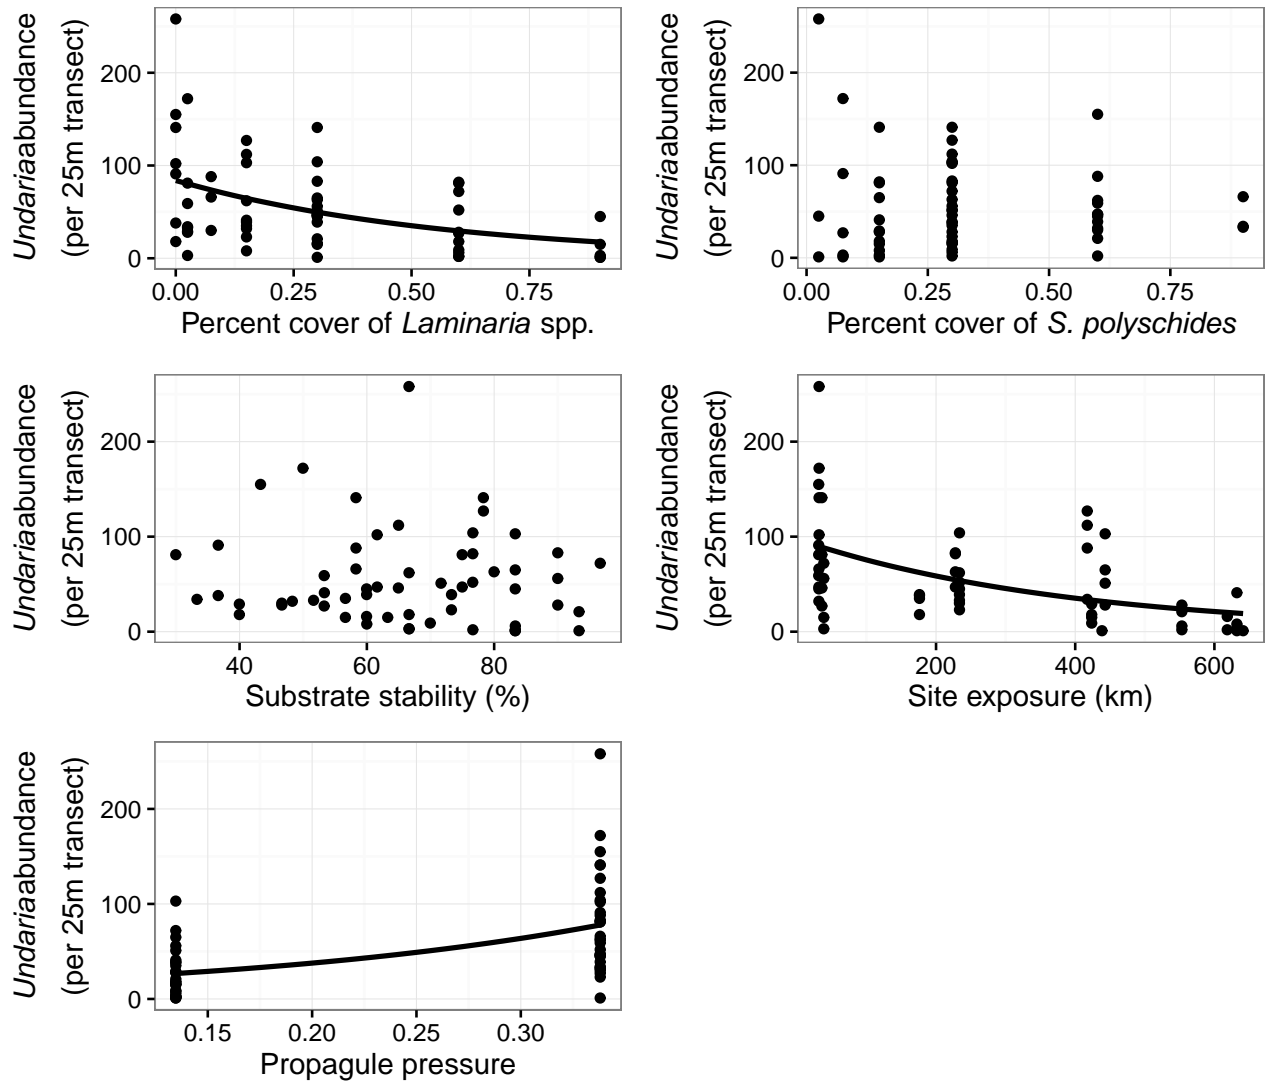 Undariaabundance
(per 25m transect)
200
100
0
0.00 0.25 0.50 0.75
Percent cover of Laminaria spp.
Undariaabundance
(per 25m transect)
200
100
0
0.00 0.25 0.50 0.75
Percent cover of S. polyschides
Undariaabundance
(per 25m transect)
200
100
0
40 60 80
Substrate stability (%)
Undariaabundance
(per 25m transect)
200
100
0
200 400 600
Site exposure (km)
Undariaabundance
(per 25m transect)
200
100
0
0.15 0.20 0.25 0.30
Propagule pressure